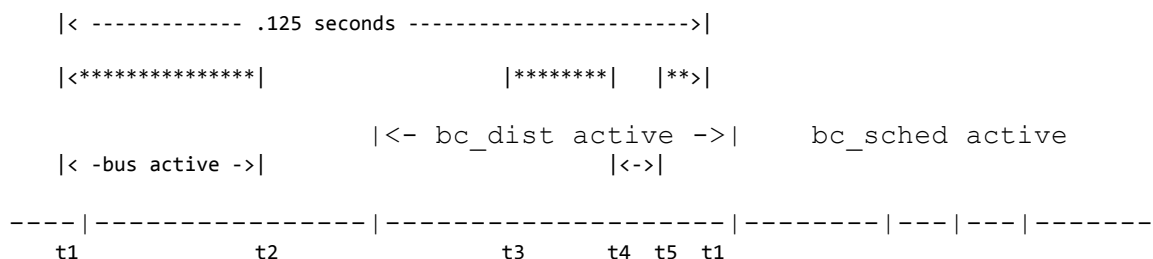 |< ------------- .125 seconds ------------------------>|
|<***************| |********| |**>|
|<- bc_dist active ->| bc_sched active
|< -bus active ->| |<->|
----|----------------|--------------------|--------|---|---|-------
t1 t2 t3 t4 t5 t1